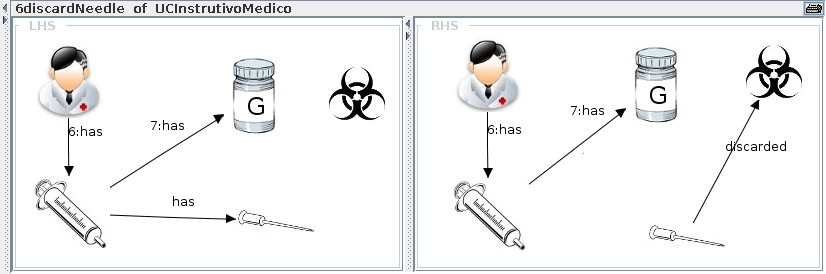 6discardNeedle of UCInstrutivoMedico
LHS
RHS
6:has
7:has
G
has
6:has
7:has
G
discarded